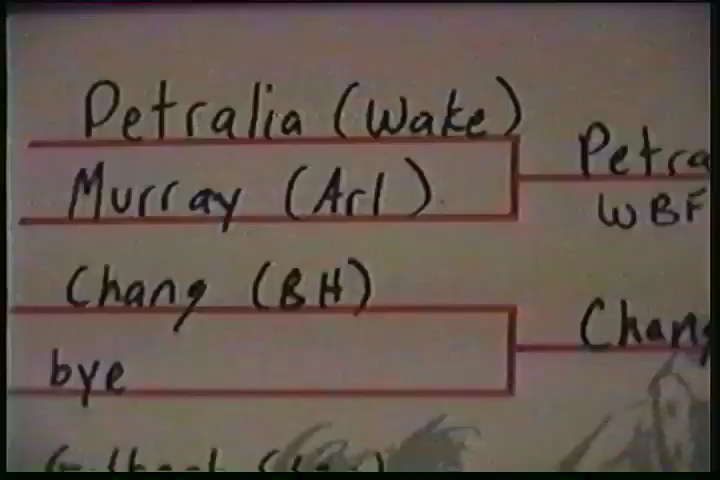 Petralia (Wake)
Murray (Arl)
Chang (BH)
bye
Petra
WBF
Chang